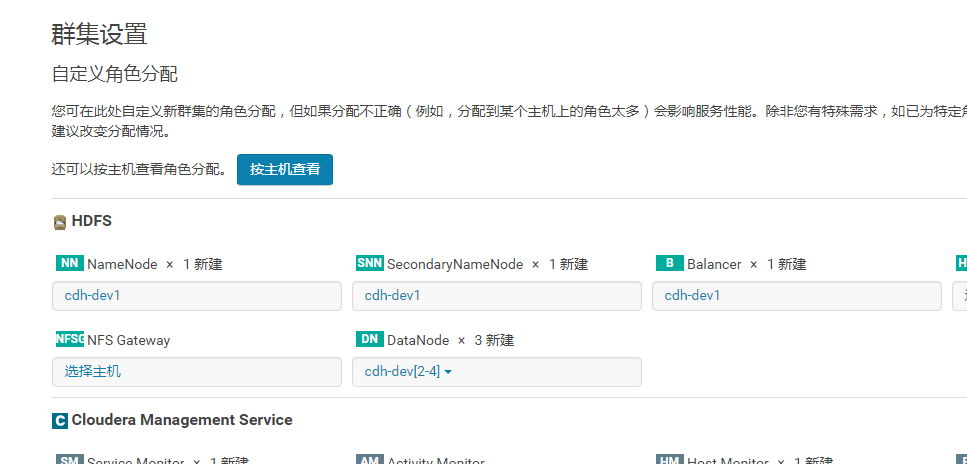 群集设置
自定义角色分配
您可在此处自定义新群集的角色分配，但如果分配不正确（例如，分配到某个主机上的角色太多）会影响服务性能。除非您有特殊需求，如已为特定角
建议改变分配情况。
还可以按主机查看角色分配。 按主机查看
HDFS
NN NameNode × 1 新建 SNN SecondaryNameNode × 1 新建 B Balancer × 1 新建
cdh-dev1 cdh-dev1 cdh-dev1
NFSG NFS Gateway DN DataNode × 3 新建
选择主机 cdh-dev[2-4]
C Cloudera Management Service
SM Service Monitor × 1 新建 AM Activity Monitor HM Host Monitor × 1 新建